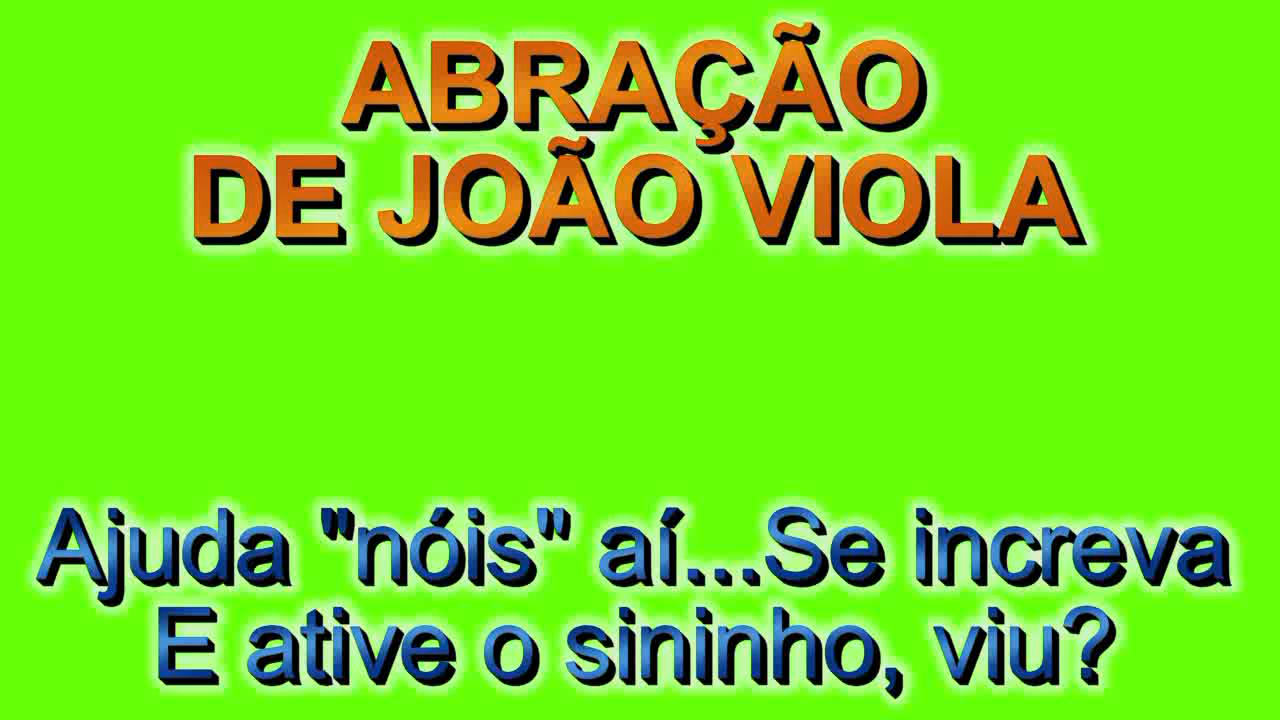 ABRAÇÃO
DE JOÃO VIOLA
Ajuda "nóis" aí...Se increva
E ative o sininho, viu?